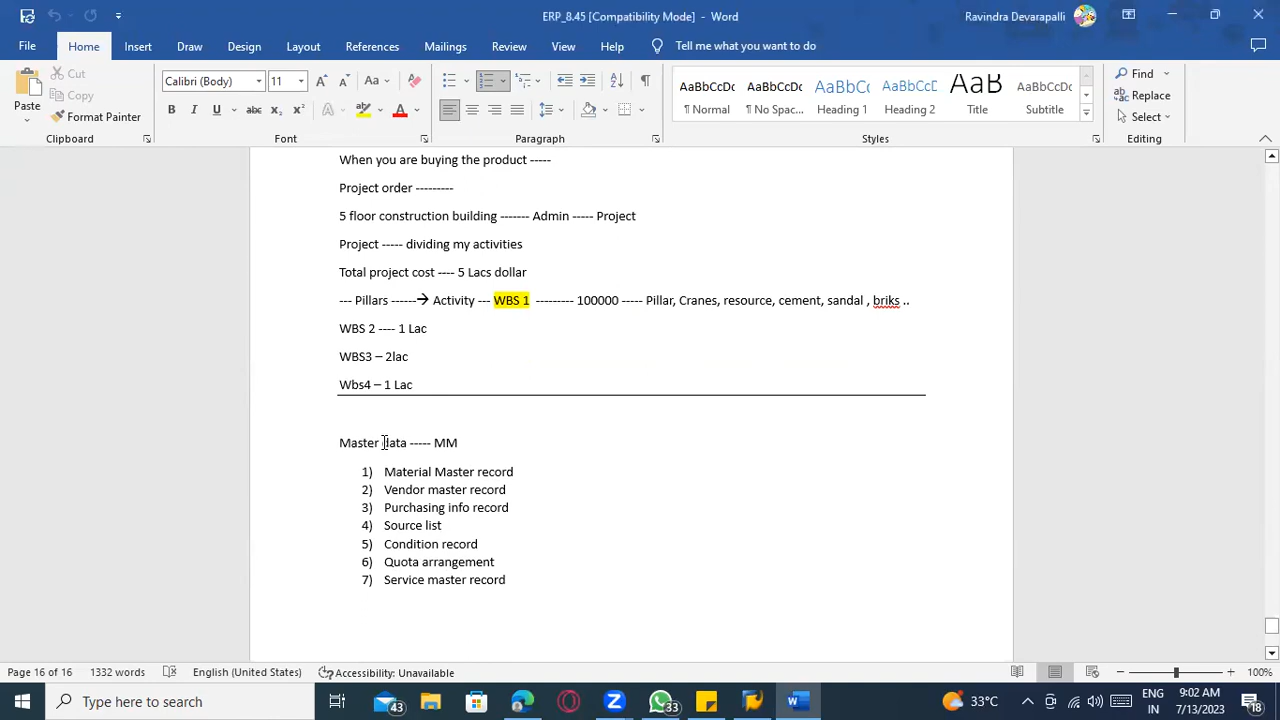 ERP_8.45 [Compatibility Mode] - Word
Ravindra Devarapalli
File Home Insert Draw Design Layout References Mailings Review View Help Tell me what you want to do
Paste
Cut
Copy
Format Painter
Clipboard
Calibri (Body) 11
Font
Paragraph
AaBbCcDc AaBbCcDc AaBbCc AaBbCcD AaB AaBbCcD
¶ Normal ¶ No Spac... Heading 1 Heading 2 Title Subtitle
Styles
Find
Replace
Select
Editing
When you are buying the product -----
Project order ---------
5 floor construction building ------- Admin ----- Project
Project ----- dividing my activities
Total project cost ---- 5 Lacs dollar
--- Pillars ------→ Activity --- WBS 1 --------- 100000 ----- Pillar, Cranes, resource, cement, sandal , briks ..
WBS 2 ---- 1 Lac
WBS3 – 2lac
Wbs4 – 1 Lac
Master data ----- MM
1) Material Master record
2) Vendor master record
3) Purchasing info record
4) Source list
5) Condition record
6) Quota arrangement
7) Service master record
Page 16 of 16 1332 words English (United States) Accessibility: Unavailable 100%
Type here to search
43
33
33°C
ENG
IN
9:02 AM
7/13/2023
18